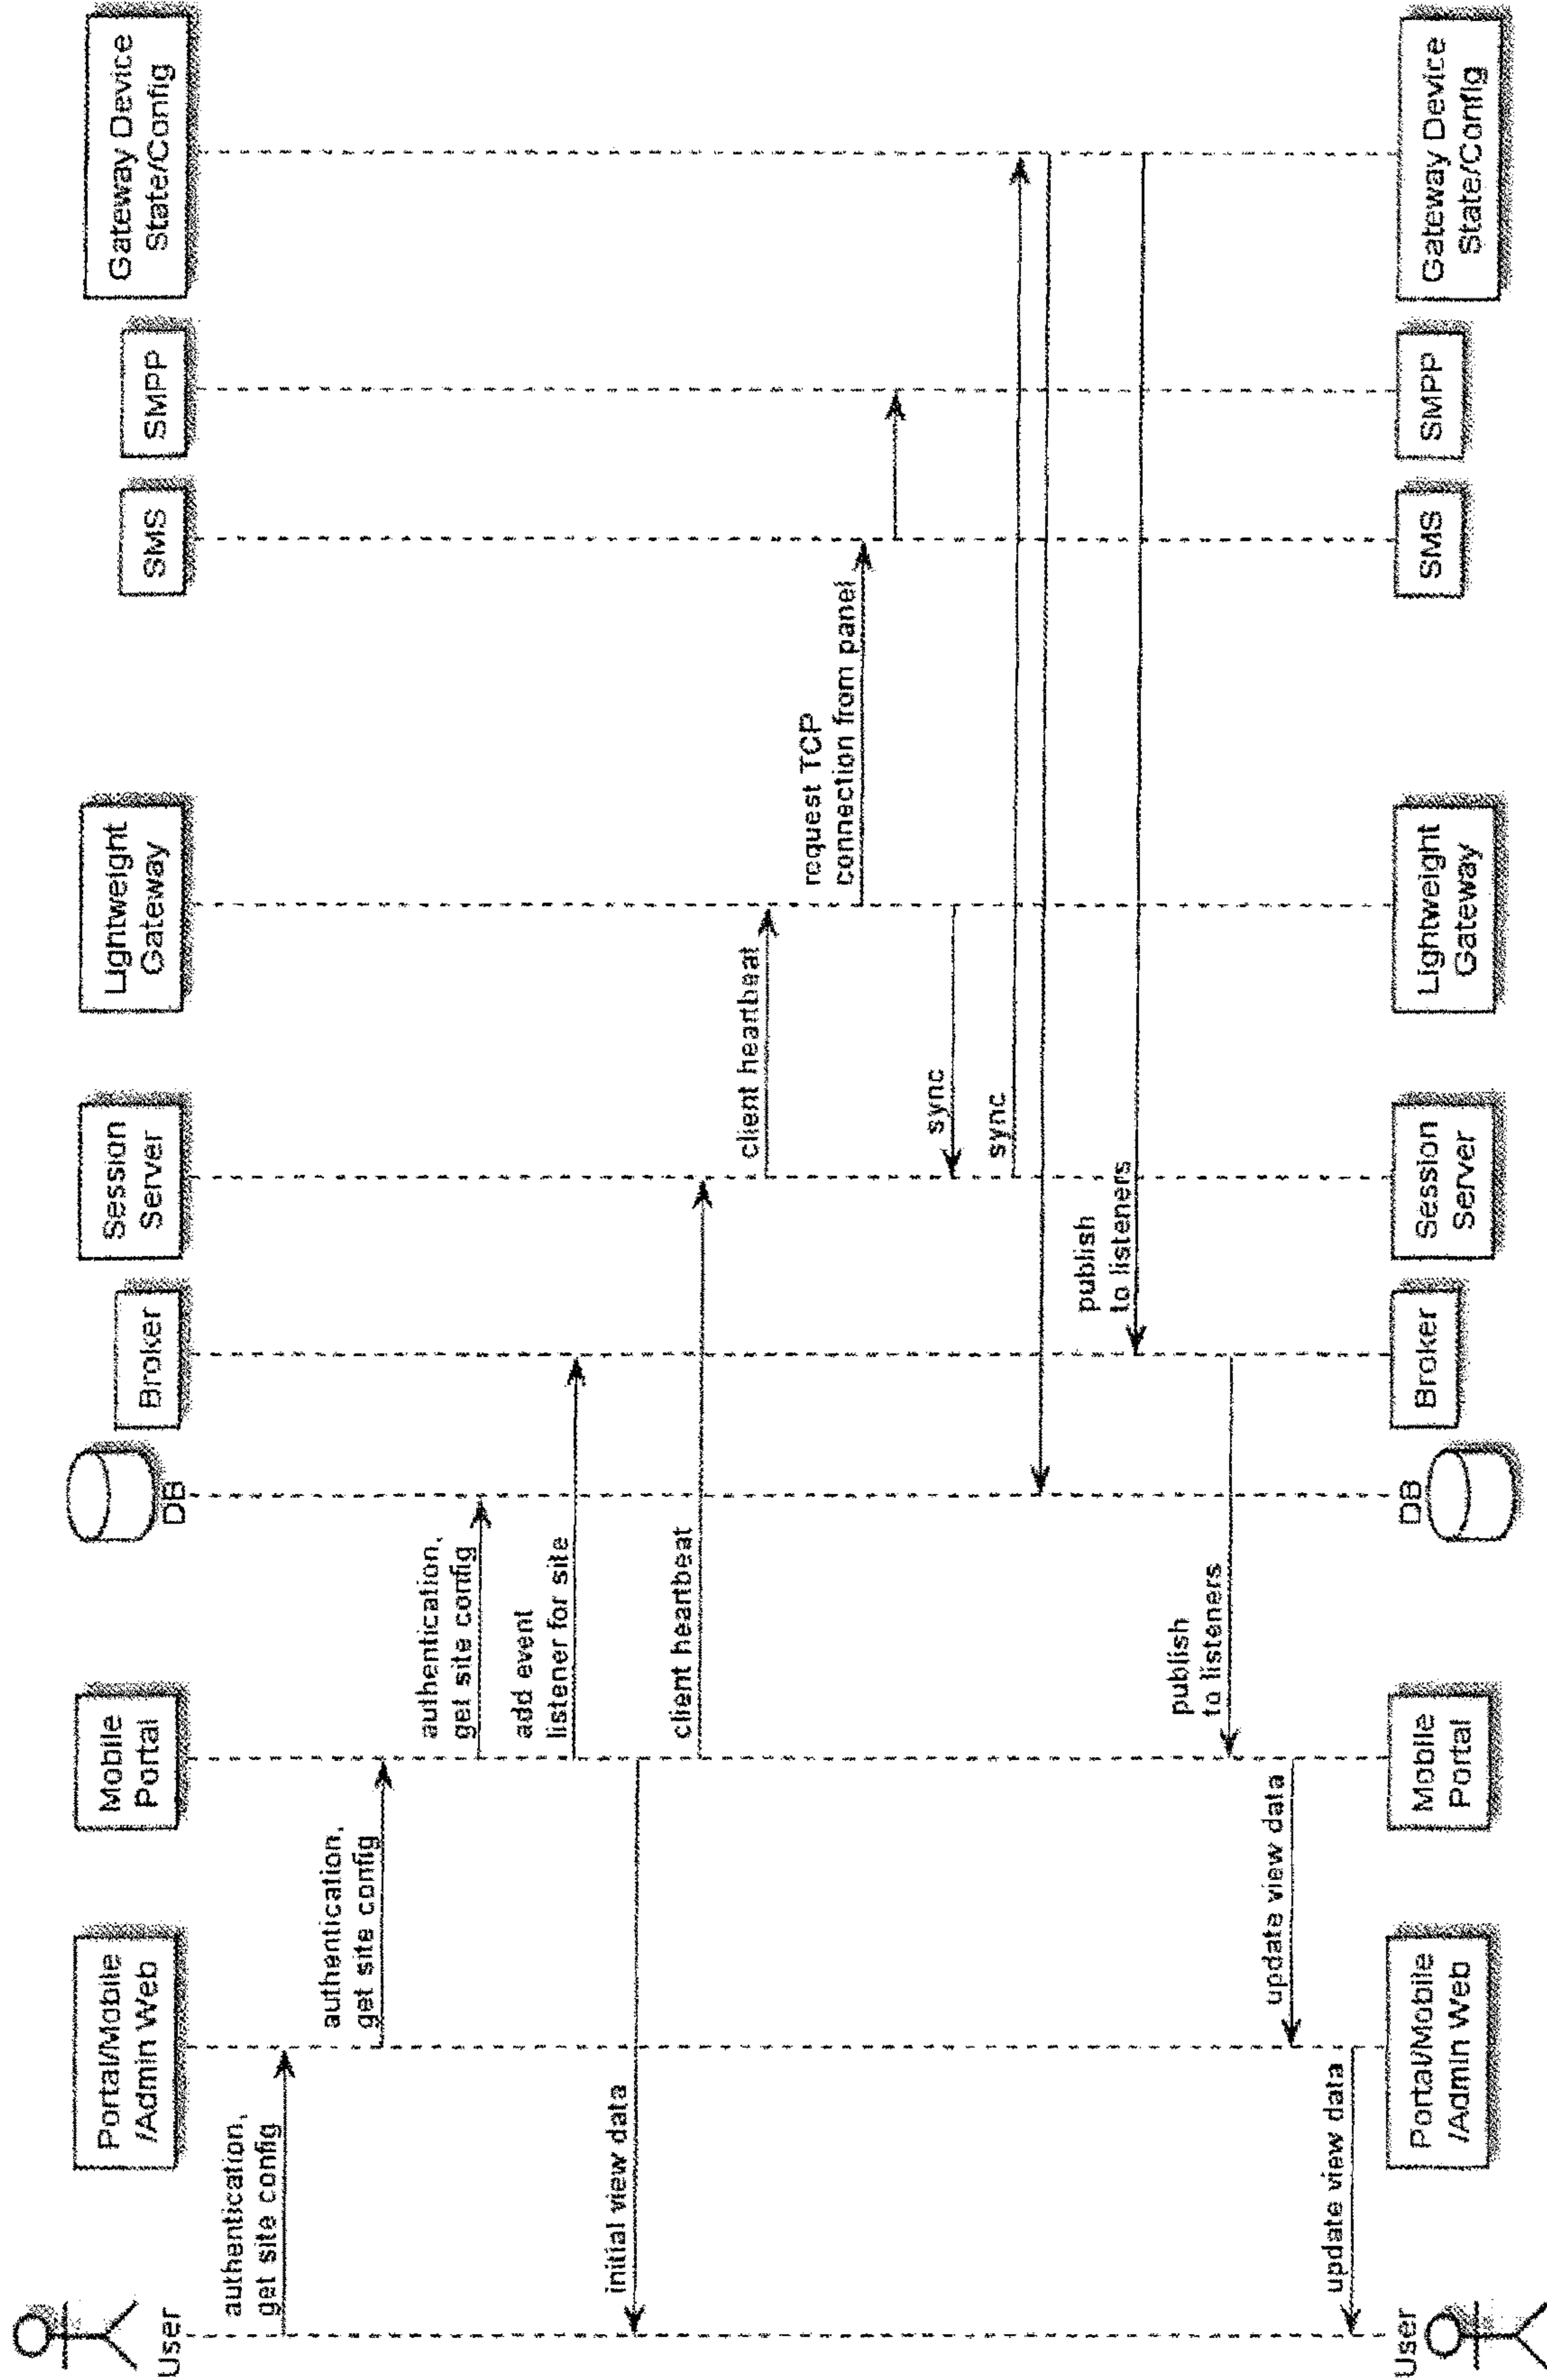 User
Portal/Mobile
/Admin Web
Mobile
Portal
DB
Broker
Session
Server
Lightweight
Gateway
SMS
SMPP
Gateway Device
State/Config
authentication,
get site config
authentication,
get site config
authentication,
get site config
add event
listener for site
initial view data
client heartbeat
client heartbeat
request TCP
connection from panel
sync
sync
publish
to listeners
publish
to listeners
update view data
update view data
User
Portal/Mobile
/Admin Web
Mobile
Portal
DB
Broker
Session
Server
Lightweight
Gateway
SMS
SMPP
Gateway Device
State/Config